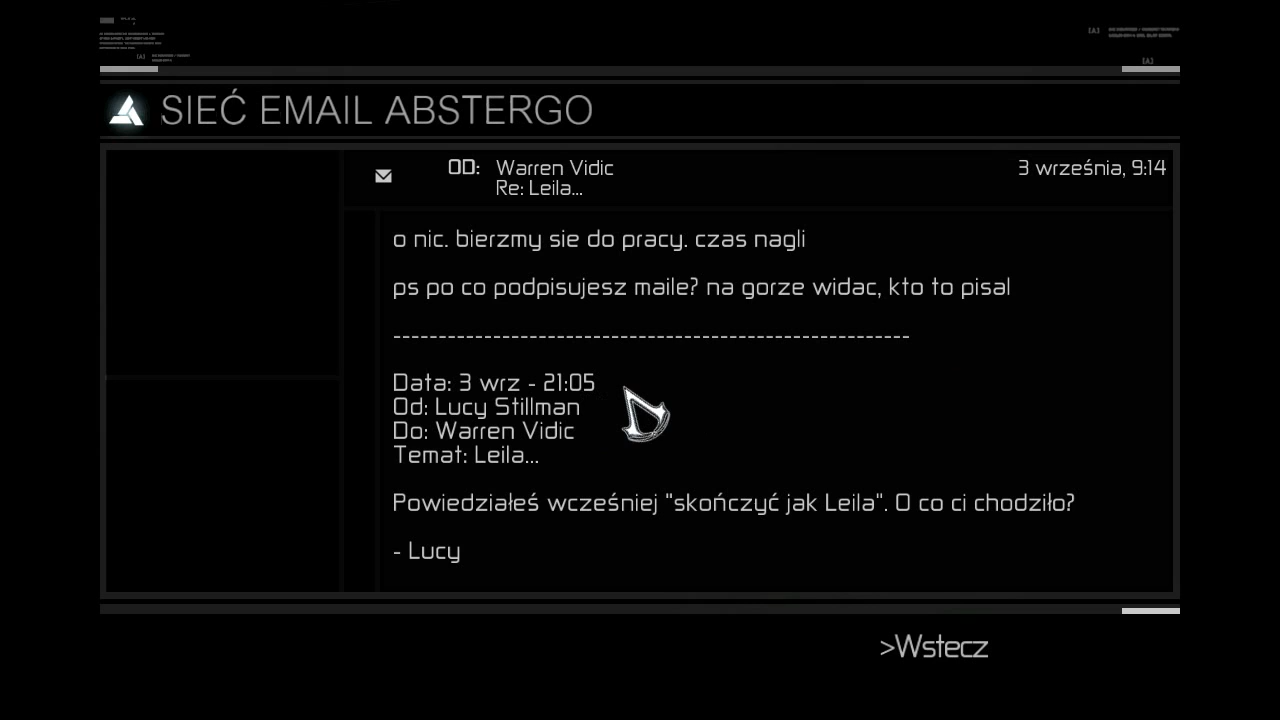 SIEĆ EMAIL ABSTERGO
OD: Warren Vidic 3 września, 9:14
Re: Leila...
o nic. bierzmy sie do pracy. czas nagli
ps po co podpisujesz maile? na gorze widac, kto to pisal
---------------------------------------------------------
Data: 3 wrz - 21:05
Od: Lucy Stillman
Do: Warren Vidic
Temat: Leila...
Powiedziałeś wcześniej "skończyć jak Leila". O co ci chodziło?
- Lucy
>Wstecz